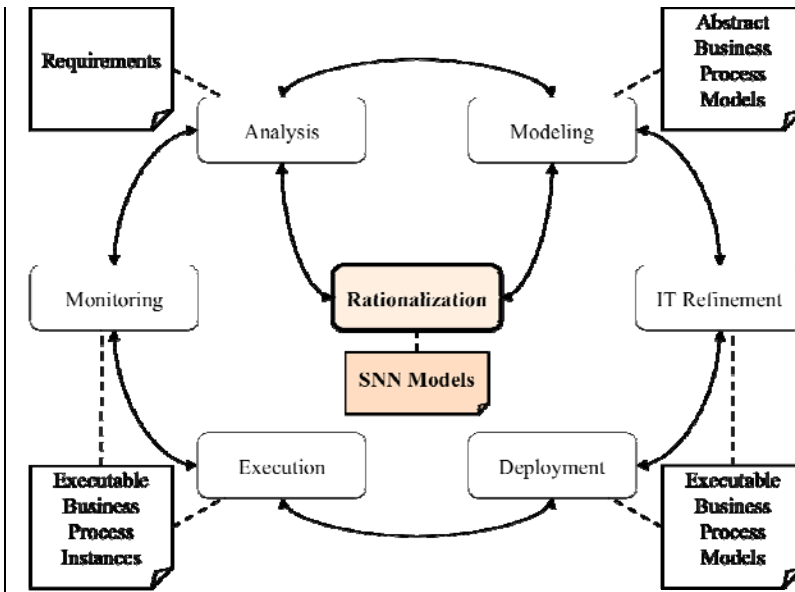 Requirements
Abstract
Business
Process
Models
Analysis
Modeling
Monitoring
Rationalization
IT Refinement
SNN Models
Execution
Deployment
Executable
Business
Process
Instances
Executable
Business
Process
Models